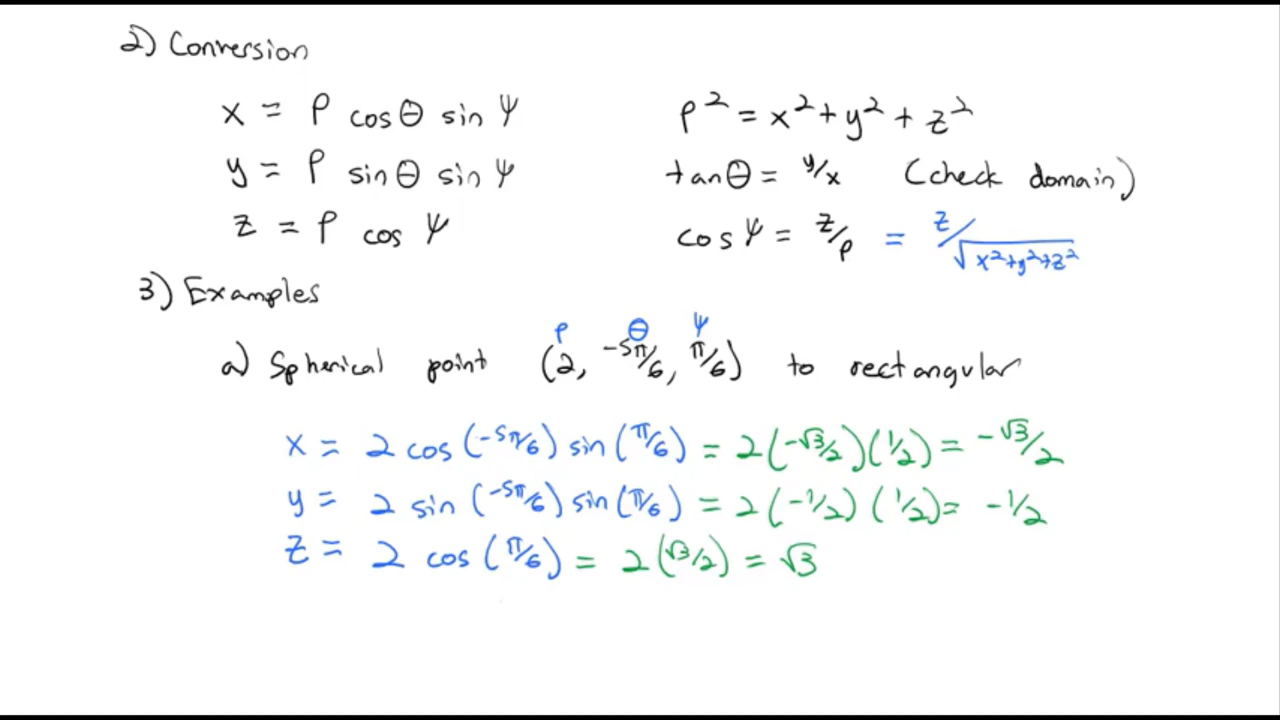 2) Conversion
x = ρ cosθ sin ψ   ρ² = x² + y² + z²
y = ρ sinθ sin ψ   tanθ = y/x (check domain)
z = ρ cos ψ   cos ψ = z/ρ = z/√(x²+y²+z²)
3) Examples
ρ θ ψ
a) Spherical point (2, -5π/6, π/6) to rectangular
x = 2 cos(-5π/6) sin(π/6) = 2(-√3/2)(1/2) = -√3/2
y = 2 sin(-5π/6) sin(π/6) = 2(-1/2)(1/2) = -1/2
z = 2 cos(π/6) = 2(√3/2) = √3